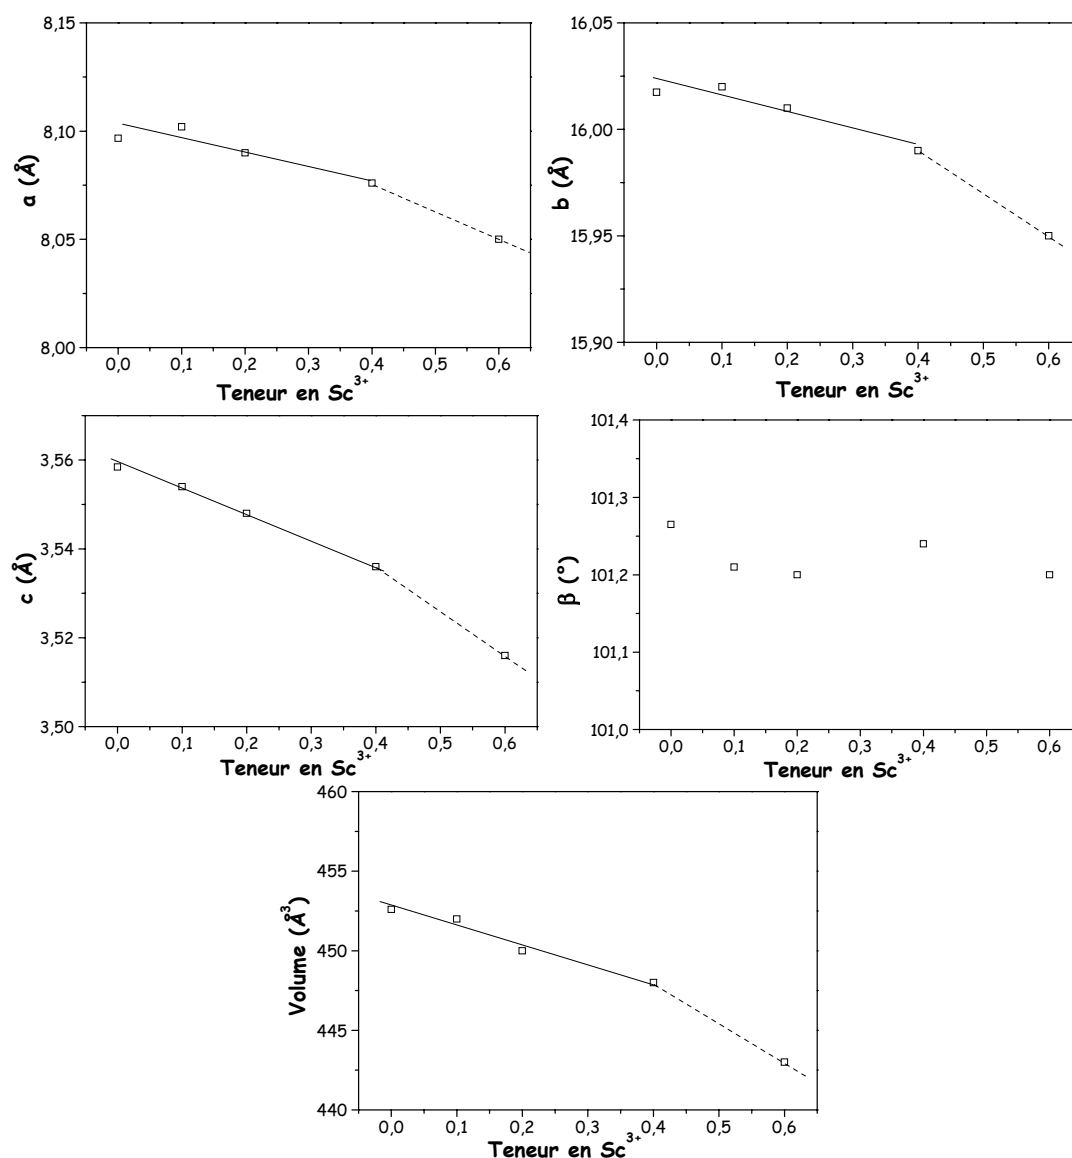 8,15
8,10
8,05
8,00
a (Å)
0,0 0,1 0,2 0,3 0,4 0,5 0,6
Teneur en Sc³⁺
16,05
16,00
15,95
15,90
b (Å)
0,0 0,1 0,2 0,3 0,4 0,5 0,6
Teneur en Sc³⁺
3,56
3,54
3,52
3,50
c (Å)
0,0 0,1 0,2 0,3 0,4 0,5 0,6
Teneur en Sc³⁺
101,4
101,3
101,2
101,1
101,0
β (°)
0,0 0,1 0,2 0,3 0,4 0,5 0,6
Teneur en Sc³⁺
460
455
450
445
440
Volume (Å³)
0,0 0,1 0,2 0,3 0,4 0,5 0,6
Teneur en Sc³⁺